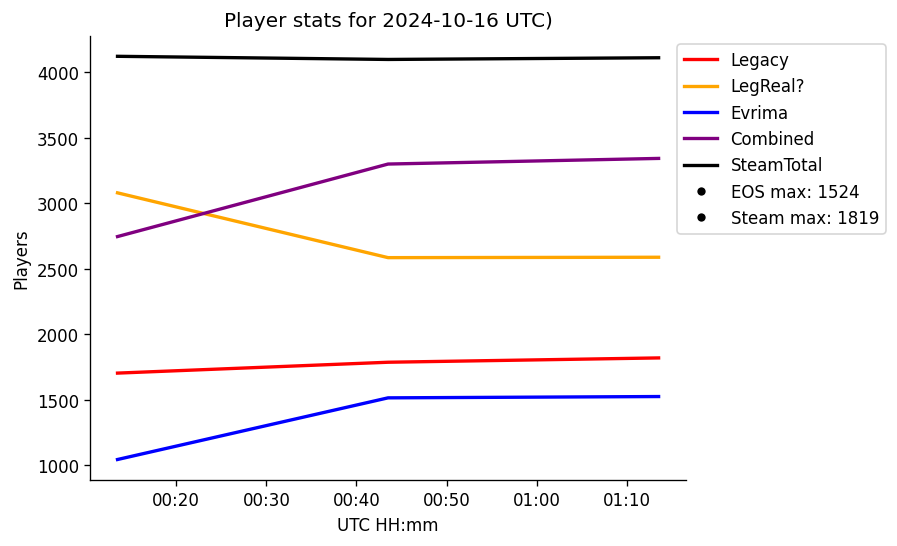 Player stats for 2024-10-16 UTC)
Legacy
LegReal?
Evrima
Combined
SteamTotal
EOS max: 1524
Steam max: 1819
Players
4000
3500
3000
2500
2000
1500
1000
00:20 00:30 00:40 00:50 01:00 01:10
UTC HH:mm